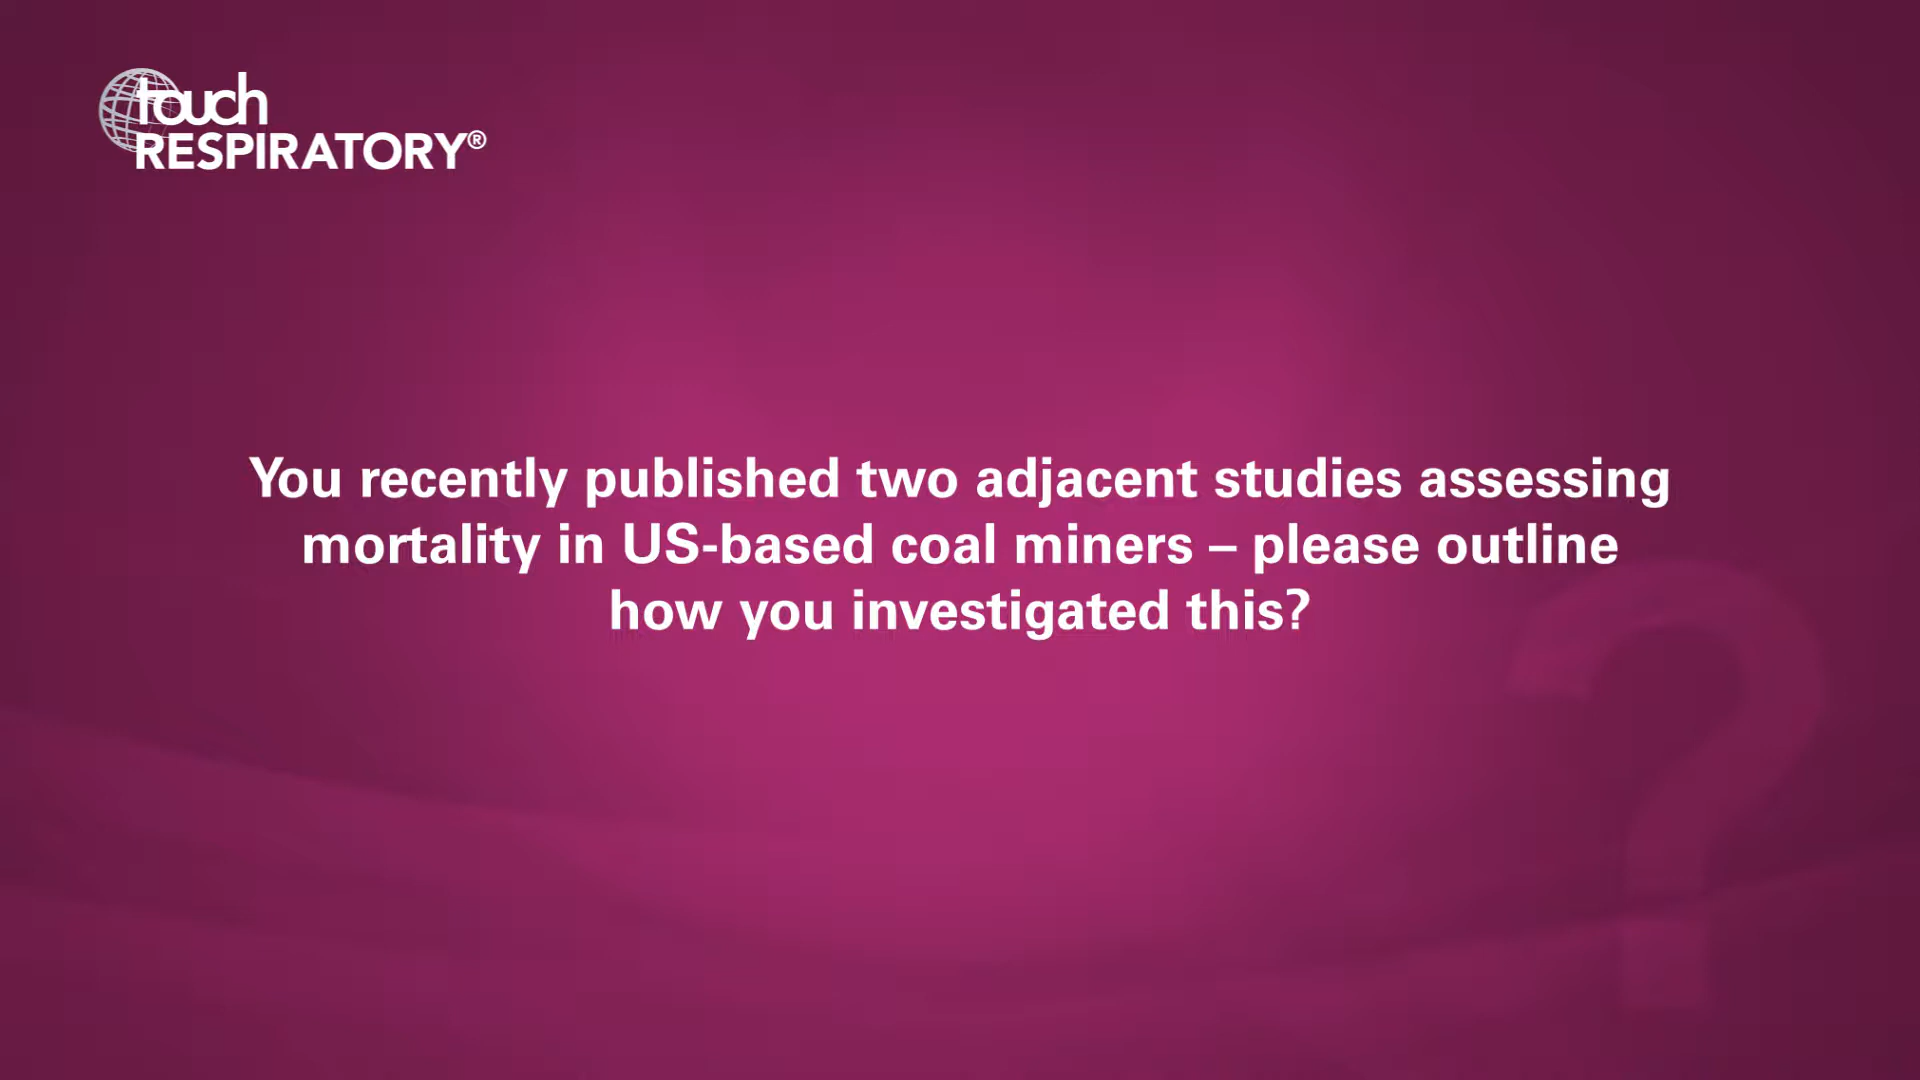 touch
RESPIRATORY®
You recently published two adjacent studies assessing
mortality in US-based coal miners – please outline
how you investigated this?